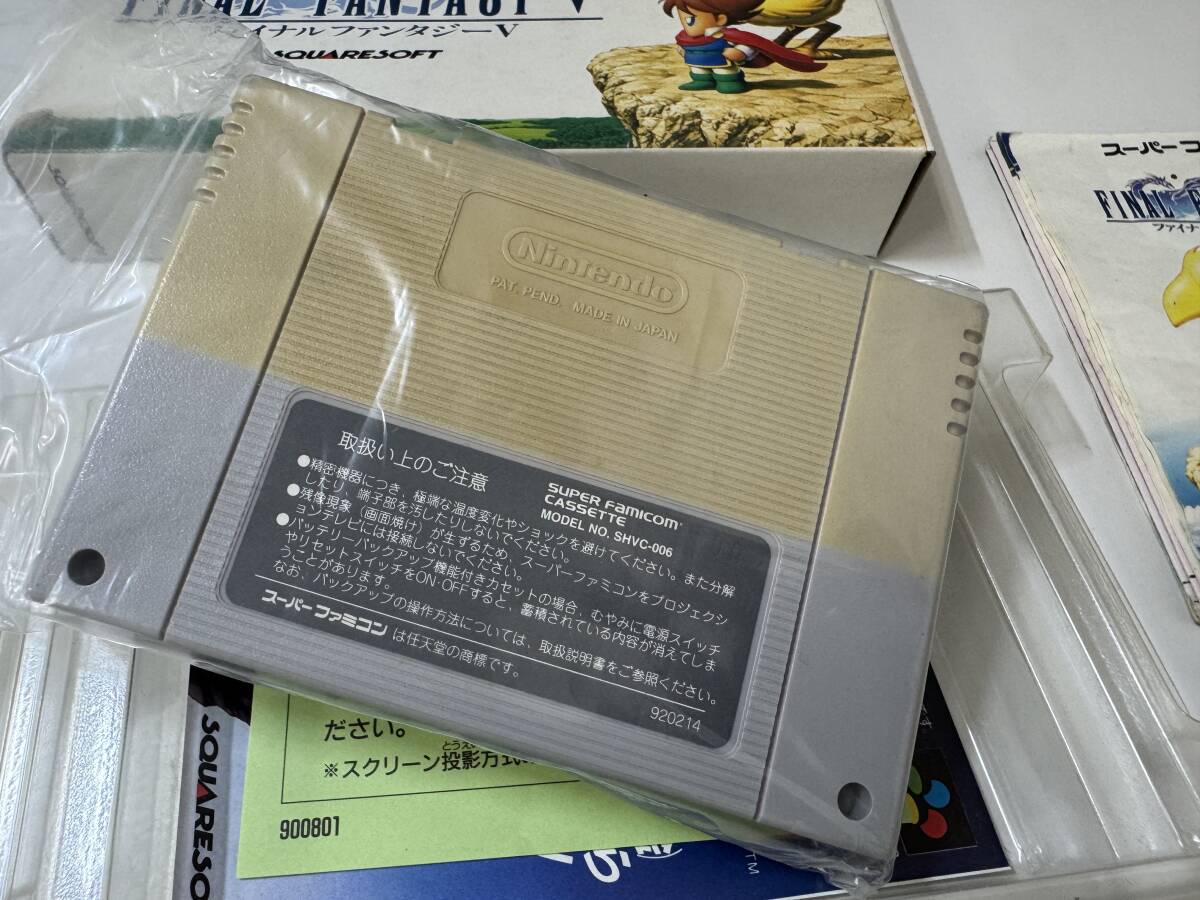 FINAL FANTASY V
ファイナルファンタジーV
SQUARESOFT
スーパーフ
FINAL F
ファイナ
Nintendo
PAT. PEND. MADE IN JAPAN
取扱い上のご注意
SUPER FAMICOM
CASSETTE
MODEL NO. SHVC-006
●精密機器につき、極端な温度変化やショックを避けてください。また分解
したり、端子部を汚したりしないでください。
●残像現象(画面焼け)が生ずるため、スーパーファミコンをプロジェクシ
ョンテレビには接続しないでください。
●バッテリーバックアップ機能付きカセットの場合、むやみに電源スイッチ
やリセットスイッチをON・OFFすると、蓄積されている内容が消えてしま
うことがあります。
なお、バックアップの操作方法については、取扱説明書をご参照ください。
スーパーファミコンは任天堂の商標です。
920214
ださい。
※スクリーン投影方式
とうえい
900801
SQUARESO
TM